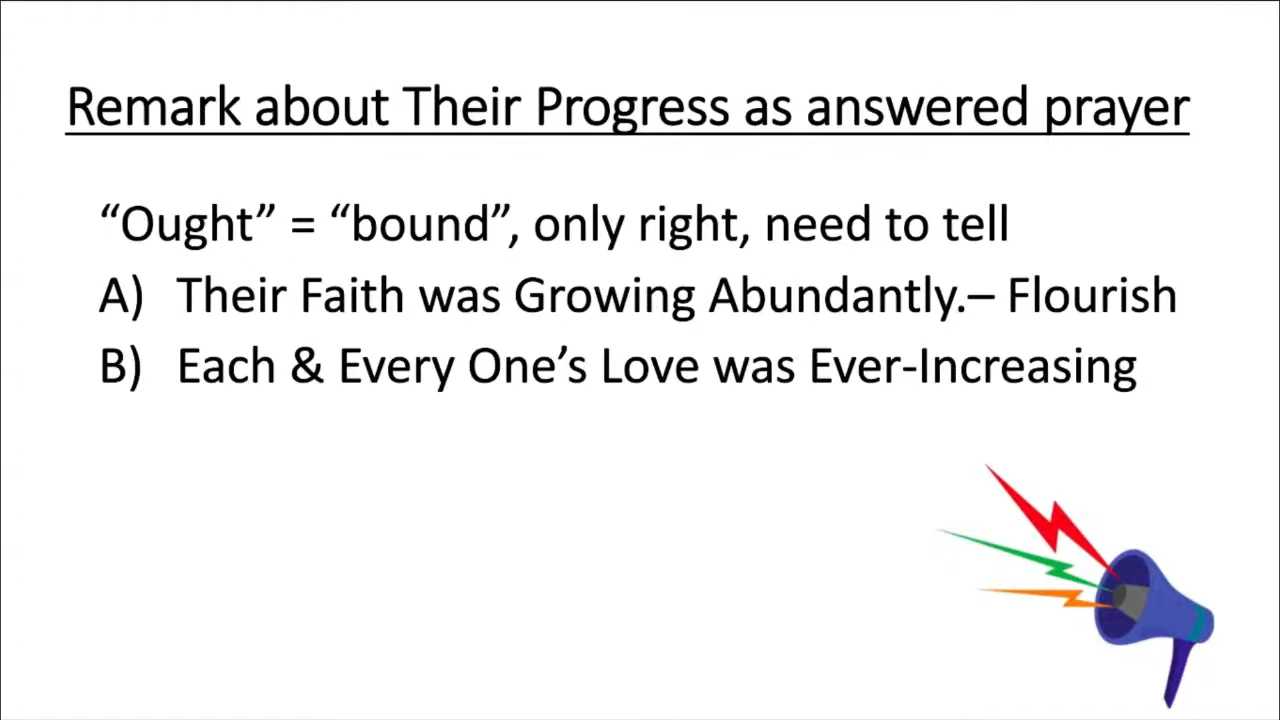 Remark about Their Progress as answered prayer
“Ought” = “bound”, only right, need to tell
A) Their Faith was Growing Abundantly.– Flourish
B) Each & Every One’s Love was Ever-Increasing